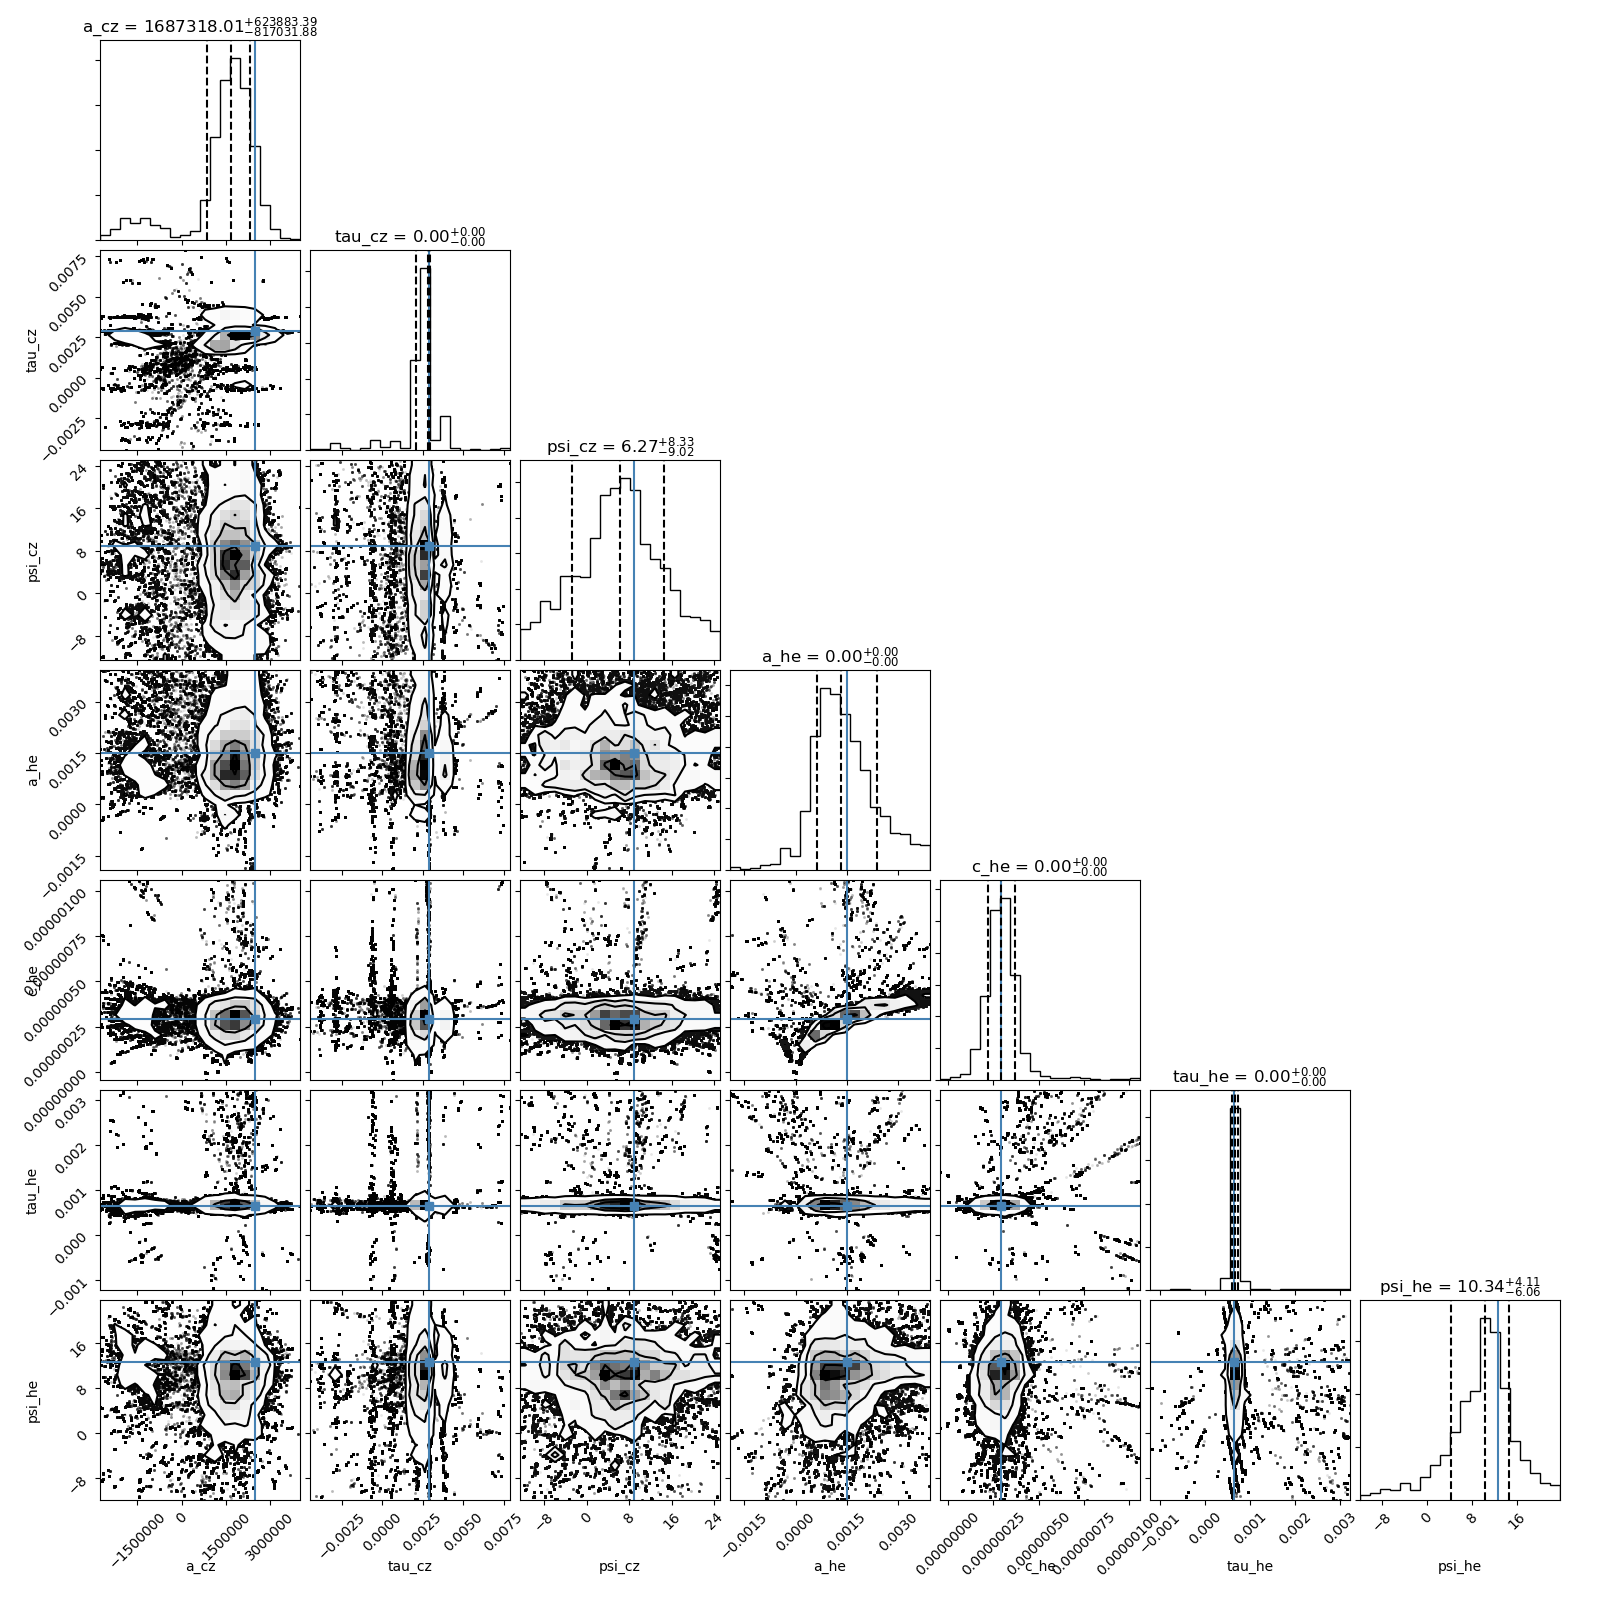 a_cz = 1687318.01+623883.39−817031.88
tau_cz = 0.00+0.00−0.00
0.0075
0.0050
0.0025
0.0000
−0.0025
tau_cz
psi_cz = 6.27+8.33−9.02
24
16
8
0
−8
psi_cz
a_he = 0.00+0.00−0.00
0.0030
0.0015
0.0000
−0.0015
a_he
c_he = 0.00+0.00−0.00
0.00000100
0.00000075
0.00000050
0.00000025
0.00000000
c_he
tau_he = 0.00+0.00−0.00
0.003
0.002
0.001
0.000
−0.001
tau_he
psi_he = 10.34+4.11−6.06
16
8
0
−8
psi_he
−1500000 0 1500000 3000000
−0.0025 0.0000 0.0025 0.0050 0.0075
−8 0 8 16 24
−0.0015 0.0000 0.0015 0.0030
0.00000000 0.00000025 0.00000050 0.00000075 0.00000100
−0.001 0.000 0.001 0.002 0.003
−8 0 8 16
a_cz tau_cz psi_cz a_he c_he tau_he psi_he